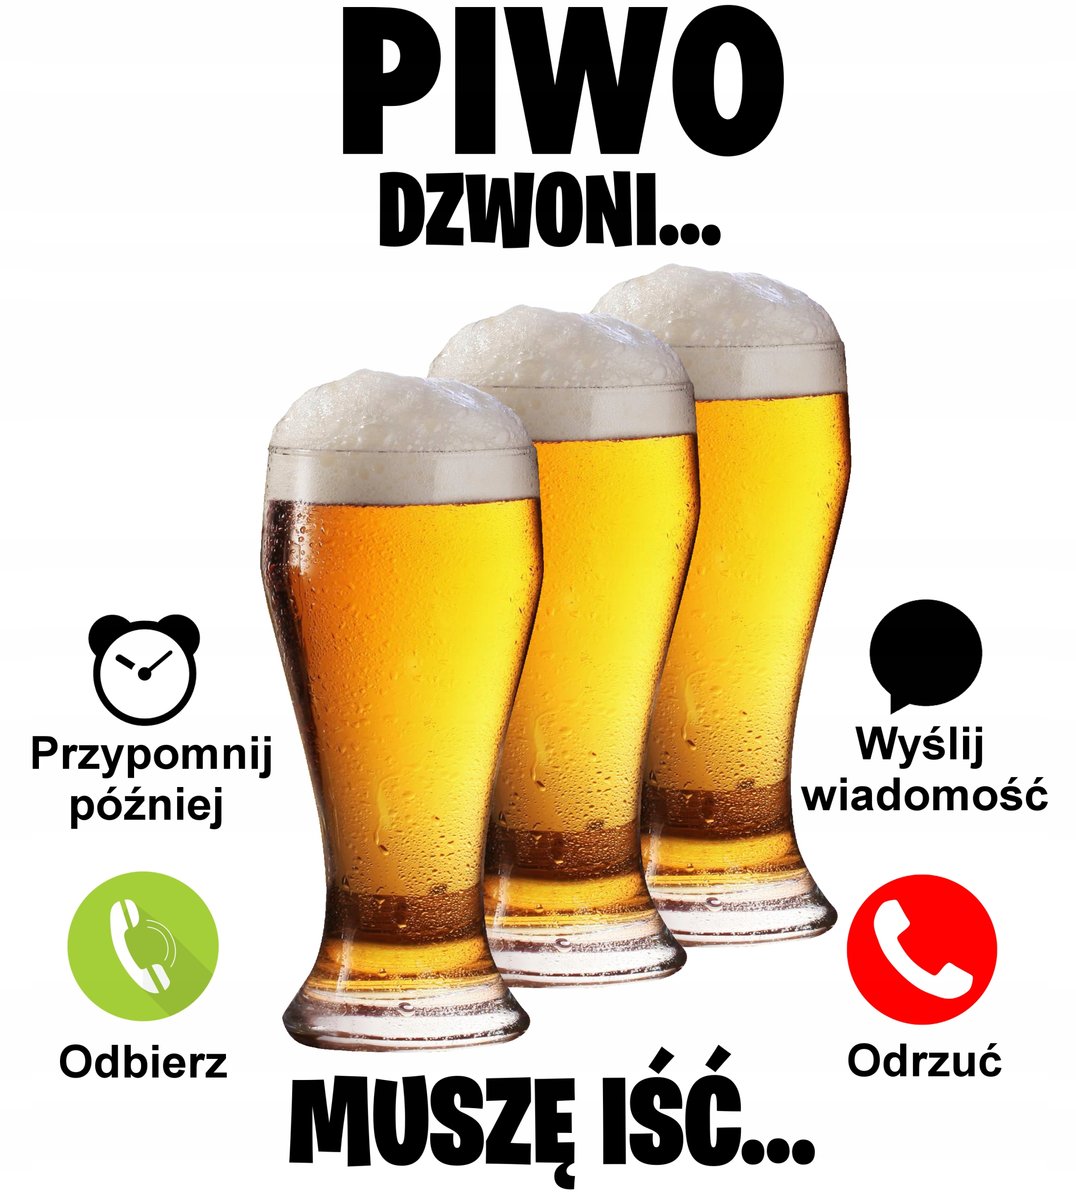 PIWO
DZWONI...
Przypomnij
później
Wyślij
wiadomość
Odbierz
Odrzuć
MUSZĘ IŚĆ...